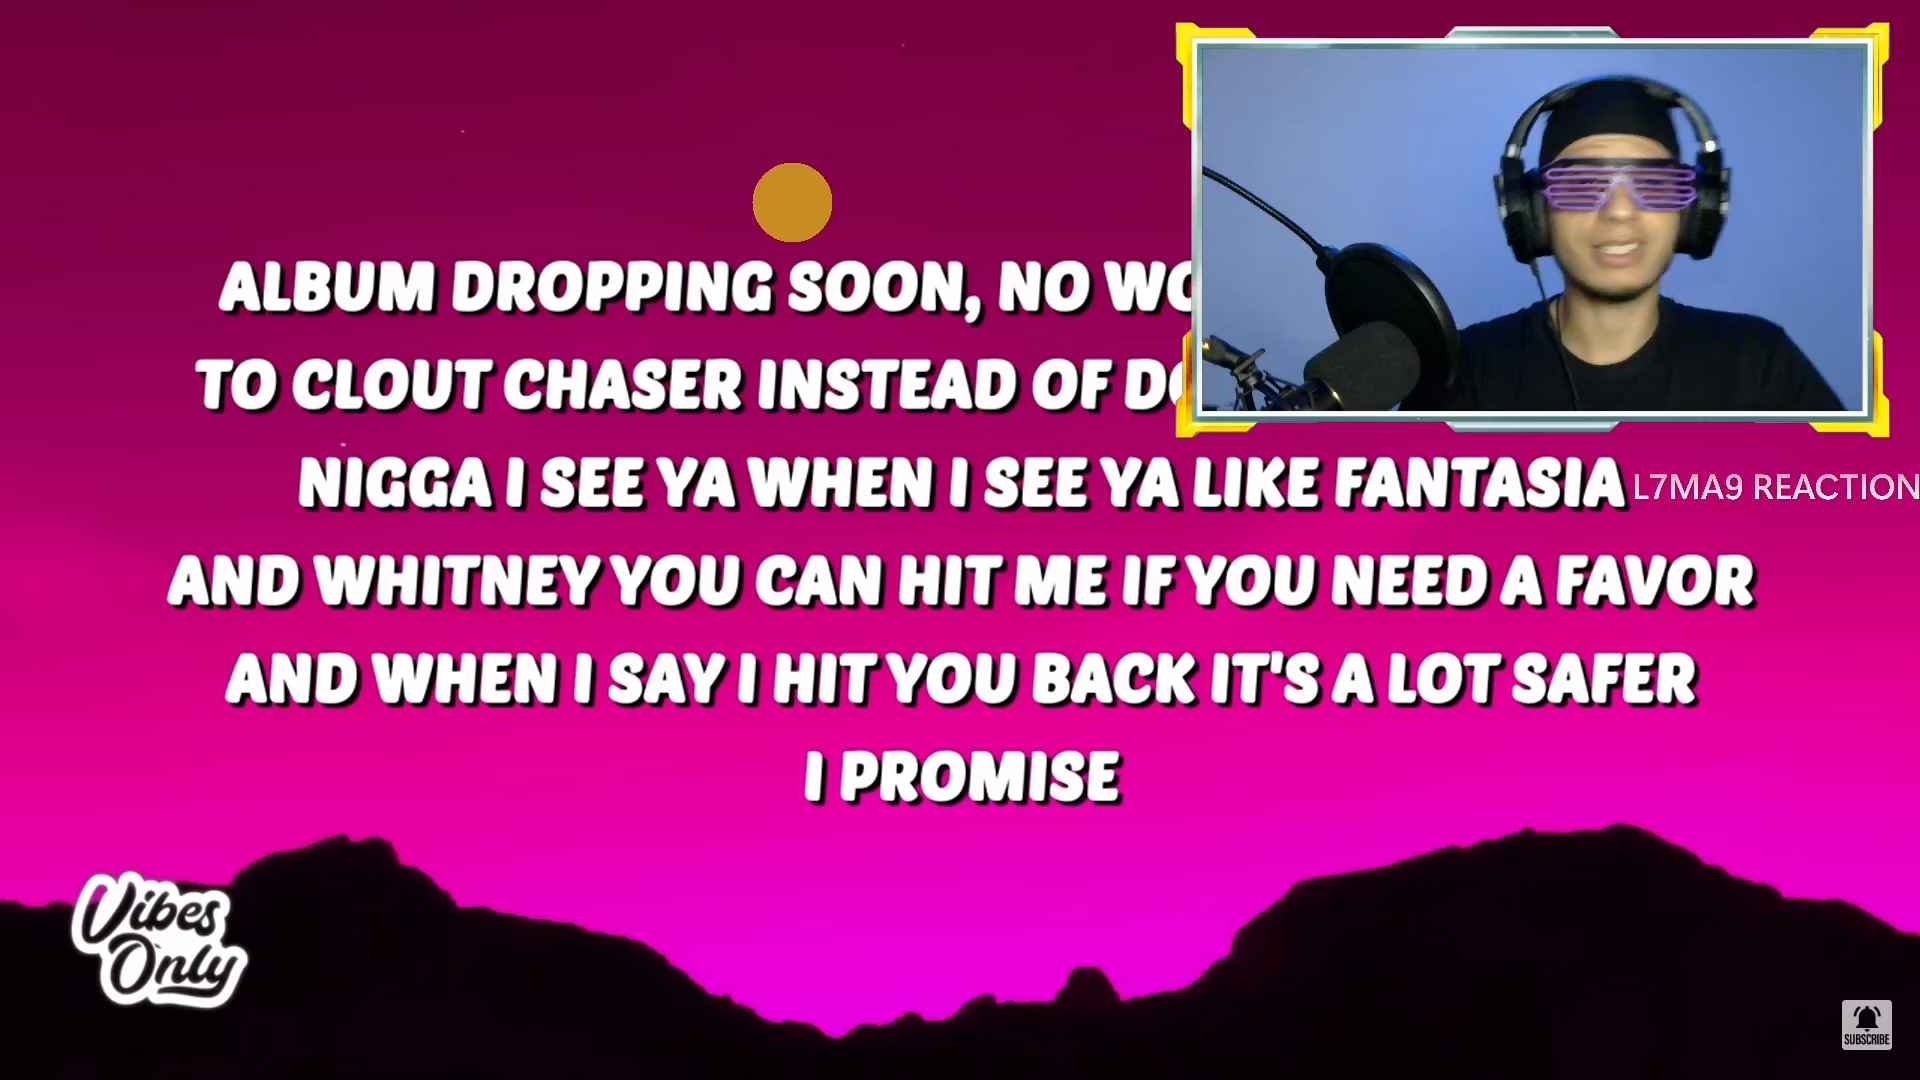 ALBUM DROPPING SOON, NO
TO CLOUT CHASER INSTEAD OF
NIGGA I SEE YA WHEN I SEE YA LIKE FANTASIA
L7MA9 REACTION
AND WHITNEY YOU CAN HIT ME IF YOU NEED A FAVOR
AND WHEN I SAY I HIT YOU BACK IT'S A LOT SAFER
I PROMISE
Vibes
Only
SUBSCRIBE